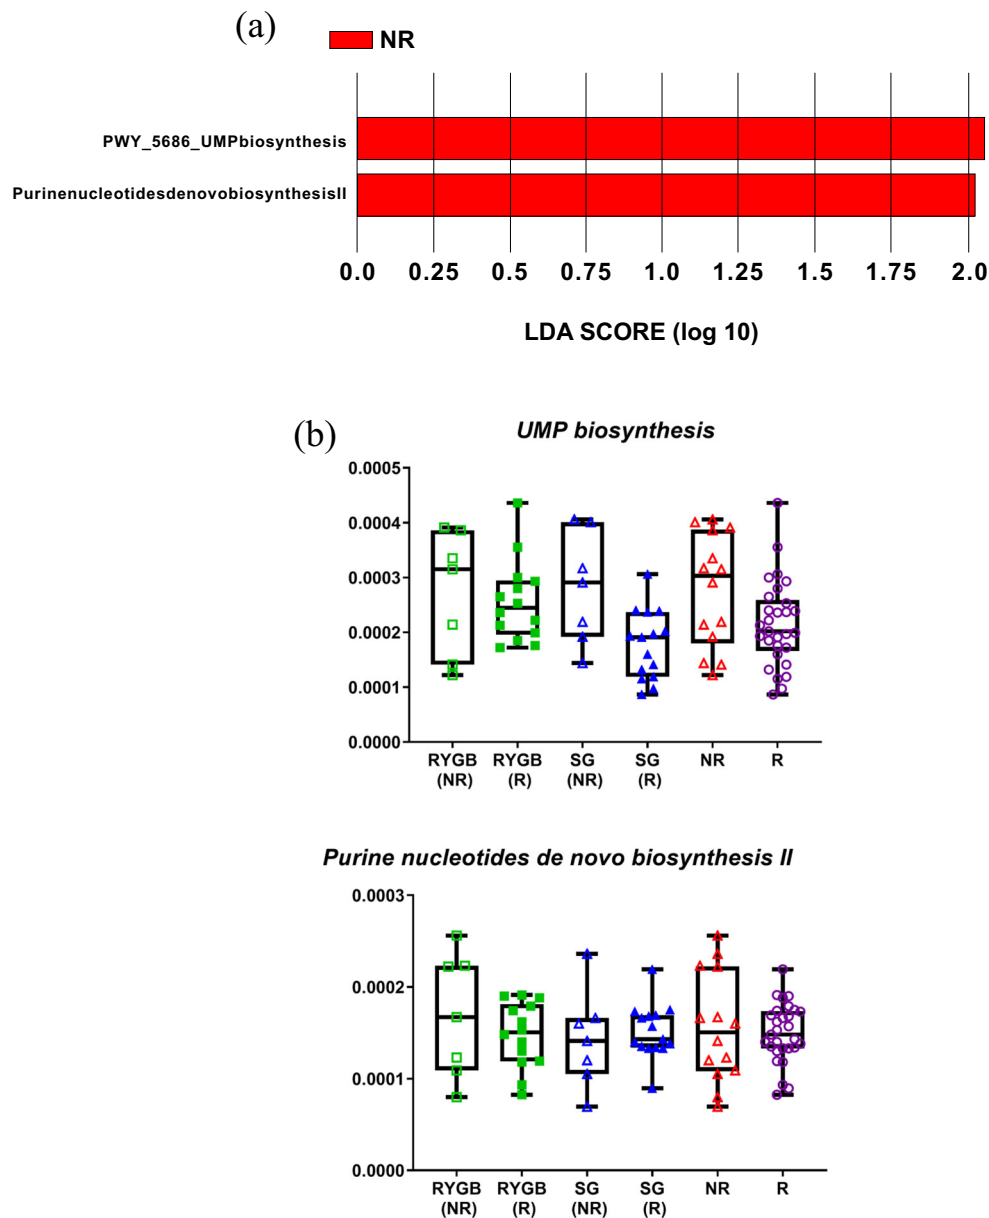 (a)
NR
PWY_5686_UMPbiosynthesis
PurinenucleotidesdenovobiosynthesisII
0.0 0.25 0.5 0.75 1.0 1.25 1.5 1.75 2.0
LDA SCORE (log 10)
(b)
UMP biosynthesis
0.0005
0.0004
0.0003
0.0002
0.0001
0.0000
RYGB RYGB SG SG NR R
(NR) (R) (NR) (R)
Purine nucleotides de novo biosynthesis II
0.0003
0.0002
0.0001
0.0000
RYGB RYGB SG SG NR R
(NR) (R) (NR) (R)